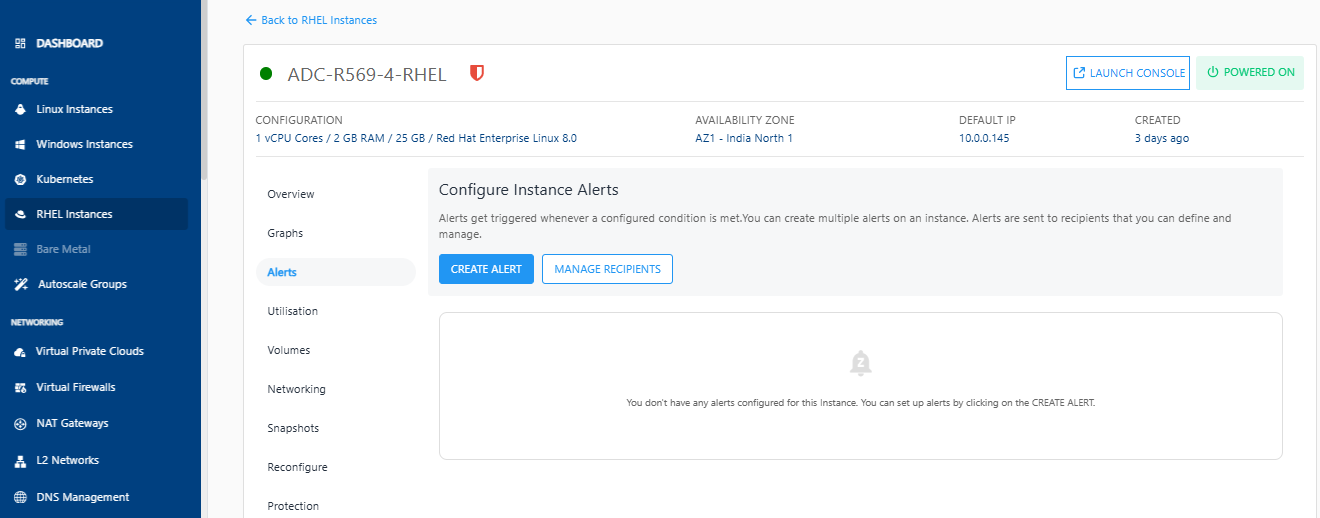 DASHBOARD
COMPUTE
Linux Instances
Windows Instances
Kubernetes
RHEL Instances
Bare Metal
Autoscale Groups
NETWORKING
Virtual Private Clouds
Virtual Firewalls
NAT Gateways
L2 Networks
DNS Management
Back to RHEL Instances
ADC-R569-4-RHEL
LAUNCH CONSOLE
POWERED ON
CONFIGURATION
1 vCPU Cores / 2 GB RAM / 25 GB / Red Hat Enterprise Linux 8.0
AVAILABILITY ZONE
AZ1 - India North 1
DEFAULT IP
10.0.0.145
CREATED
3 days ago
Overview
Graphs
Alerts
Utilisation
Volumes
Networking
Snapshots
Reconfigure
Protection
Configure Instance Alerts
Alerts get triggered whenever a configured condition is met.You can create multiple alerts on an instance. Alerts are sent to recipients that you can define and
manage.
CREATE ALERT
MANAGE RECIPIENTS
You don't have any alerts configured for this Instance. You can set up alerts by clicking on the CREATE ALERT.